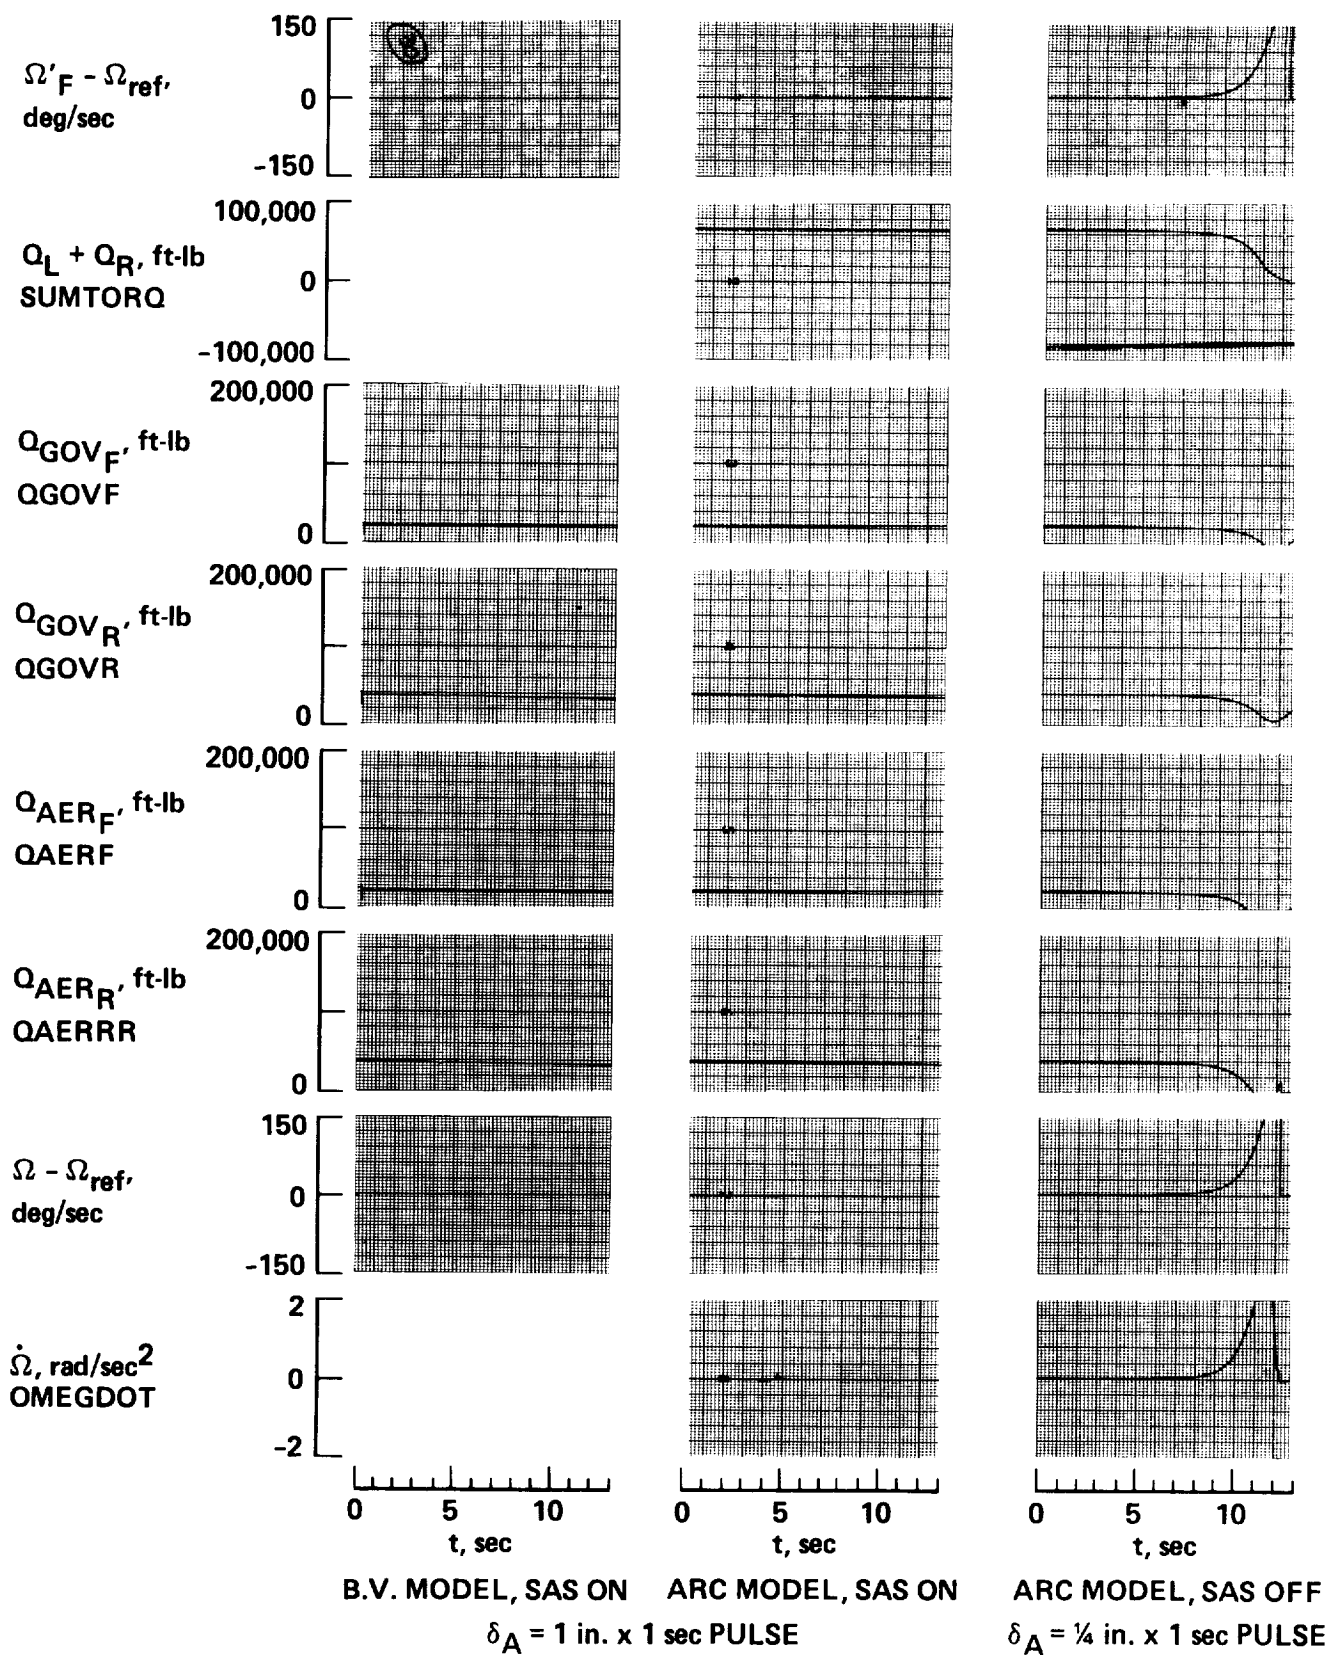 150
Ω'F - Ωref,
0
deg/sec
-150
100,000
QL + QR, ft-lb
0
SUMTORQ
-100,000
200,000
QGOVF, ft-lb
QGOVF
0
200,000
QGOVR, ft-lb
QGOVR
0
200,000
QAERF, ft-lb
QAERF
0
200,000
QAERR, ft-lb
QAERRR
0
150
Ω - Ωref,
0
deg/sec
-150
2
Ω̇, rad/sec²
0
OMEGDOT
-2
0 5 10 0 5 10 0 5 10
t, sec t, sec t, sec
B.V. MODEL, SAS ON ARC MODEL, SAS ON ARC MODEL, SAS OFF
δA = 1 in. x 1 sec PULSE δA = ¼ in. x 1 sec PULSE